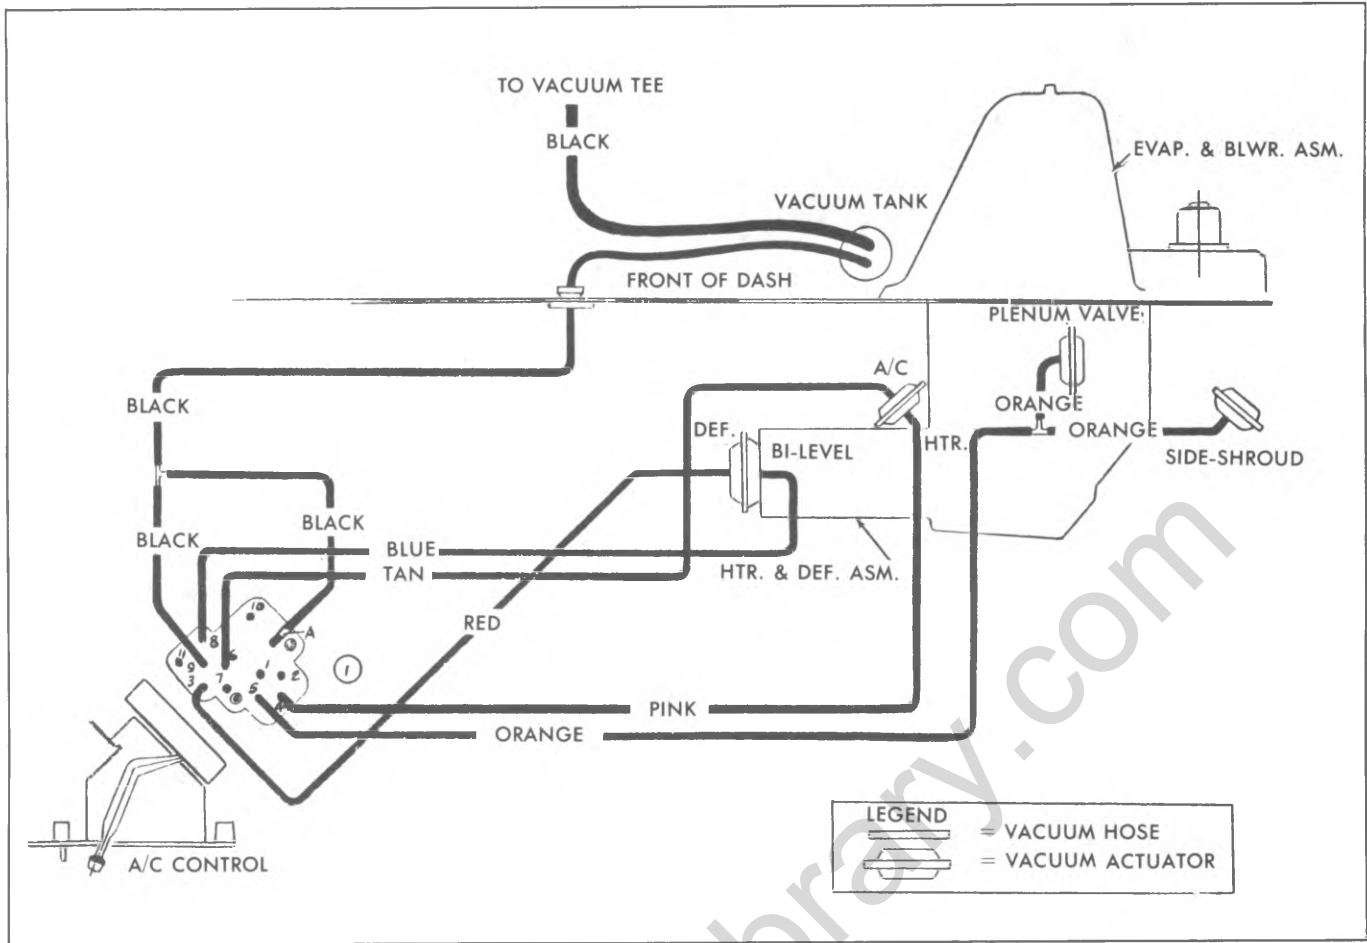 TO VACUUM TEE
BLACK
EVAP. & BLWR. ASM.
VACUUM TANK
FRONT OF DASH
PLENUM VALVE
A/C
BLACK
ORANGE
DEF.
BI-LEVEL
HTR.
ORANGE
SIDE-SHROUD
BLACK
BLACK
BLUE
TAN
HTR. & DEF. ASM.
RED
10
A
8
6
11
9
1
2
1
3
7
5
PINK
ORANGE
A/C CONTROL
LEGEND
= VACUUM HOSE
= VACUUM ACTUATOR
brary.com